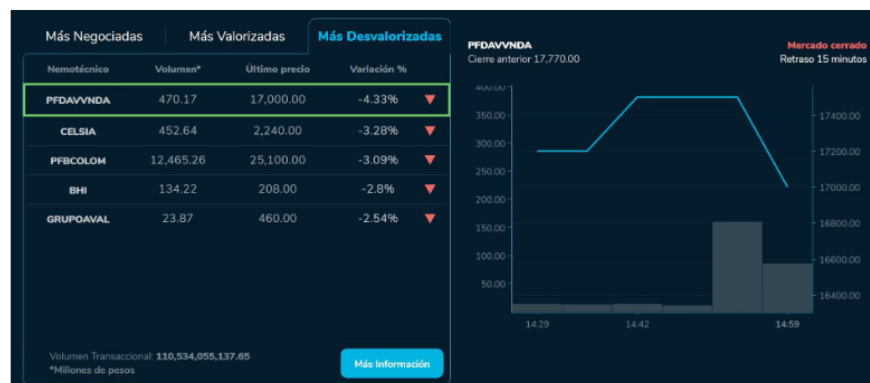 Más Negociadas Más Valorizadas Más Desvalorizadas
Nemotécnico Volumen* Último precio Variación %
PFDAVVNDA 470.17 17,000.00 -4.33%
CELSIA 452.64 2,240.00 -3.28%
PFBCOLOM 12,465.26 25,100.00 -3.09%
BHI 134.22 208.00 -2.8%
GRUPOAVAL 23.87 460.00 -2.54%
Volumen Transaccional: 110,534,055,137.65
*Millones de pesos
Más Información
PFDAVVNDA Mercado cerrado
Cierre anterior 17,770.00 Retraso 15 minutos
400.00
350.00 17400.00
300.00 17200.00
250.00
200.00 17000.00
150.00 16800.00
100.00 16600.00
50.00 16400.00
14:29 14:42 14:59